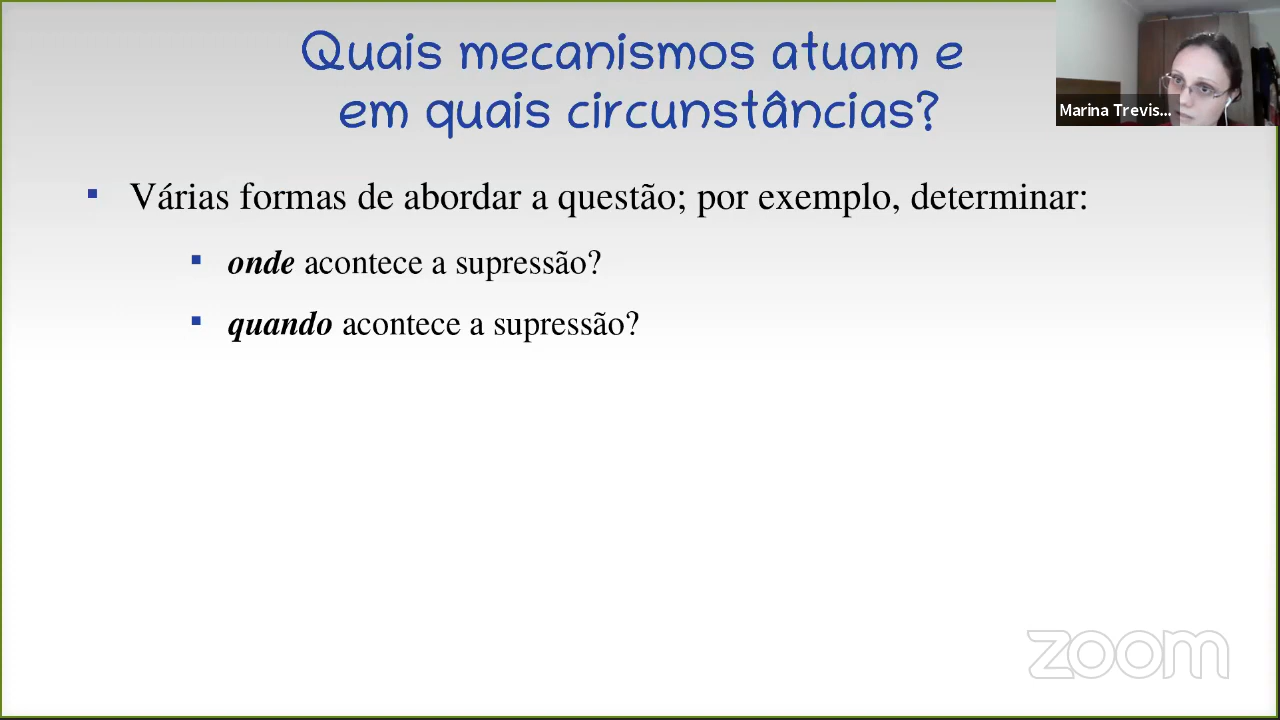 Quais mecanismos atuam e
em quais circunstâncias?
Marina Trevis...
▪ Várias formas de abordar a questão; por exemplo, determinar:
▪ onde acontece a supressão?
▪ quando acontece a supressão?
zoom